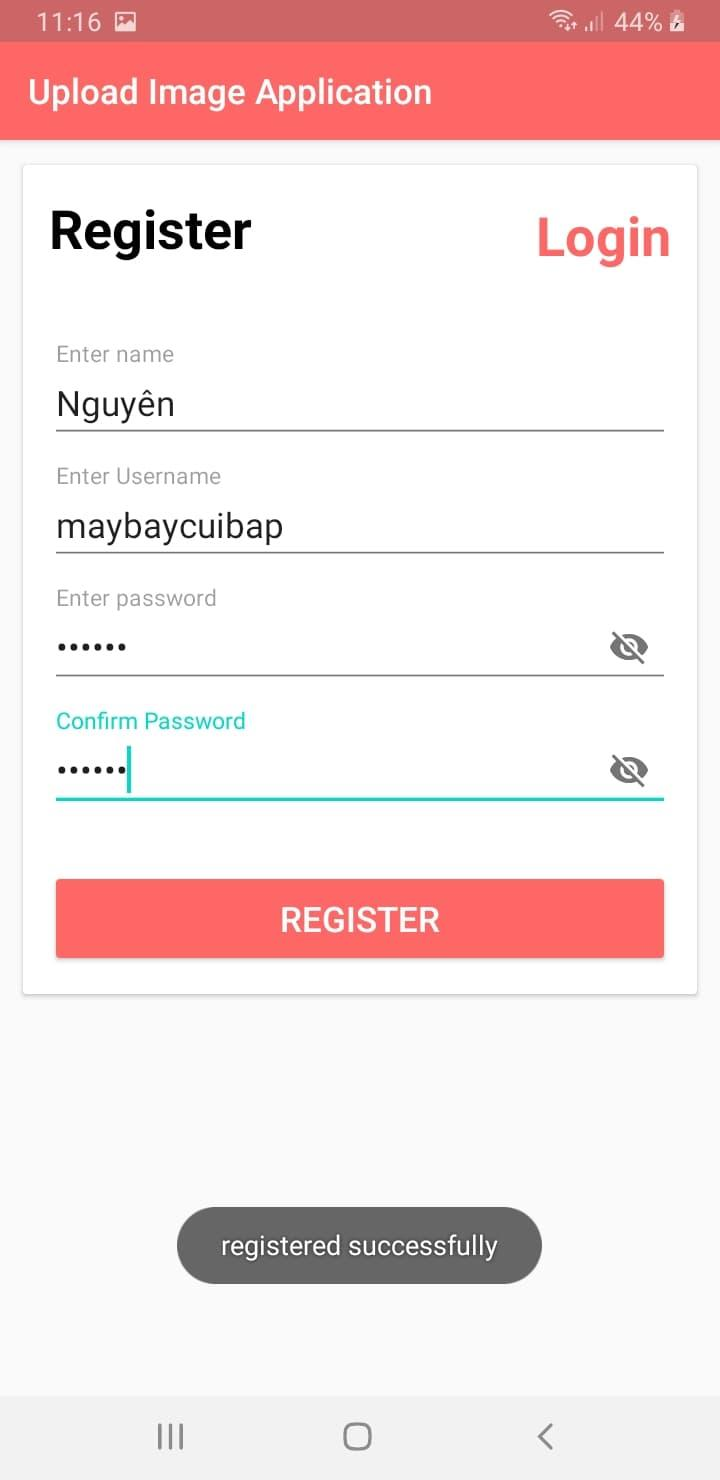 11:16 44%
Upload Image Application
Register Login
Enter name
Nguyên
Enter Username
maybaycuibap
Enter password
••••••
Confirm Password
••••••
REGISTER
registered successfully